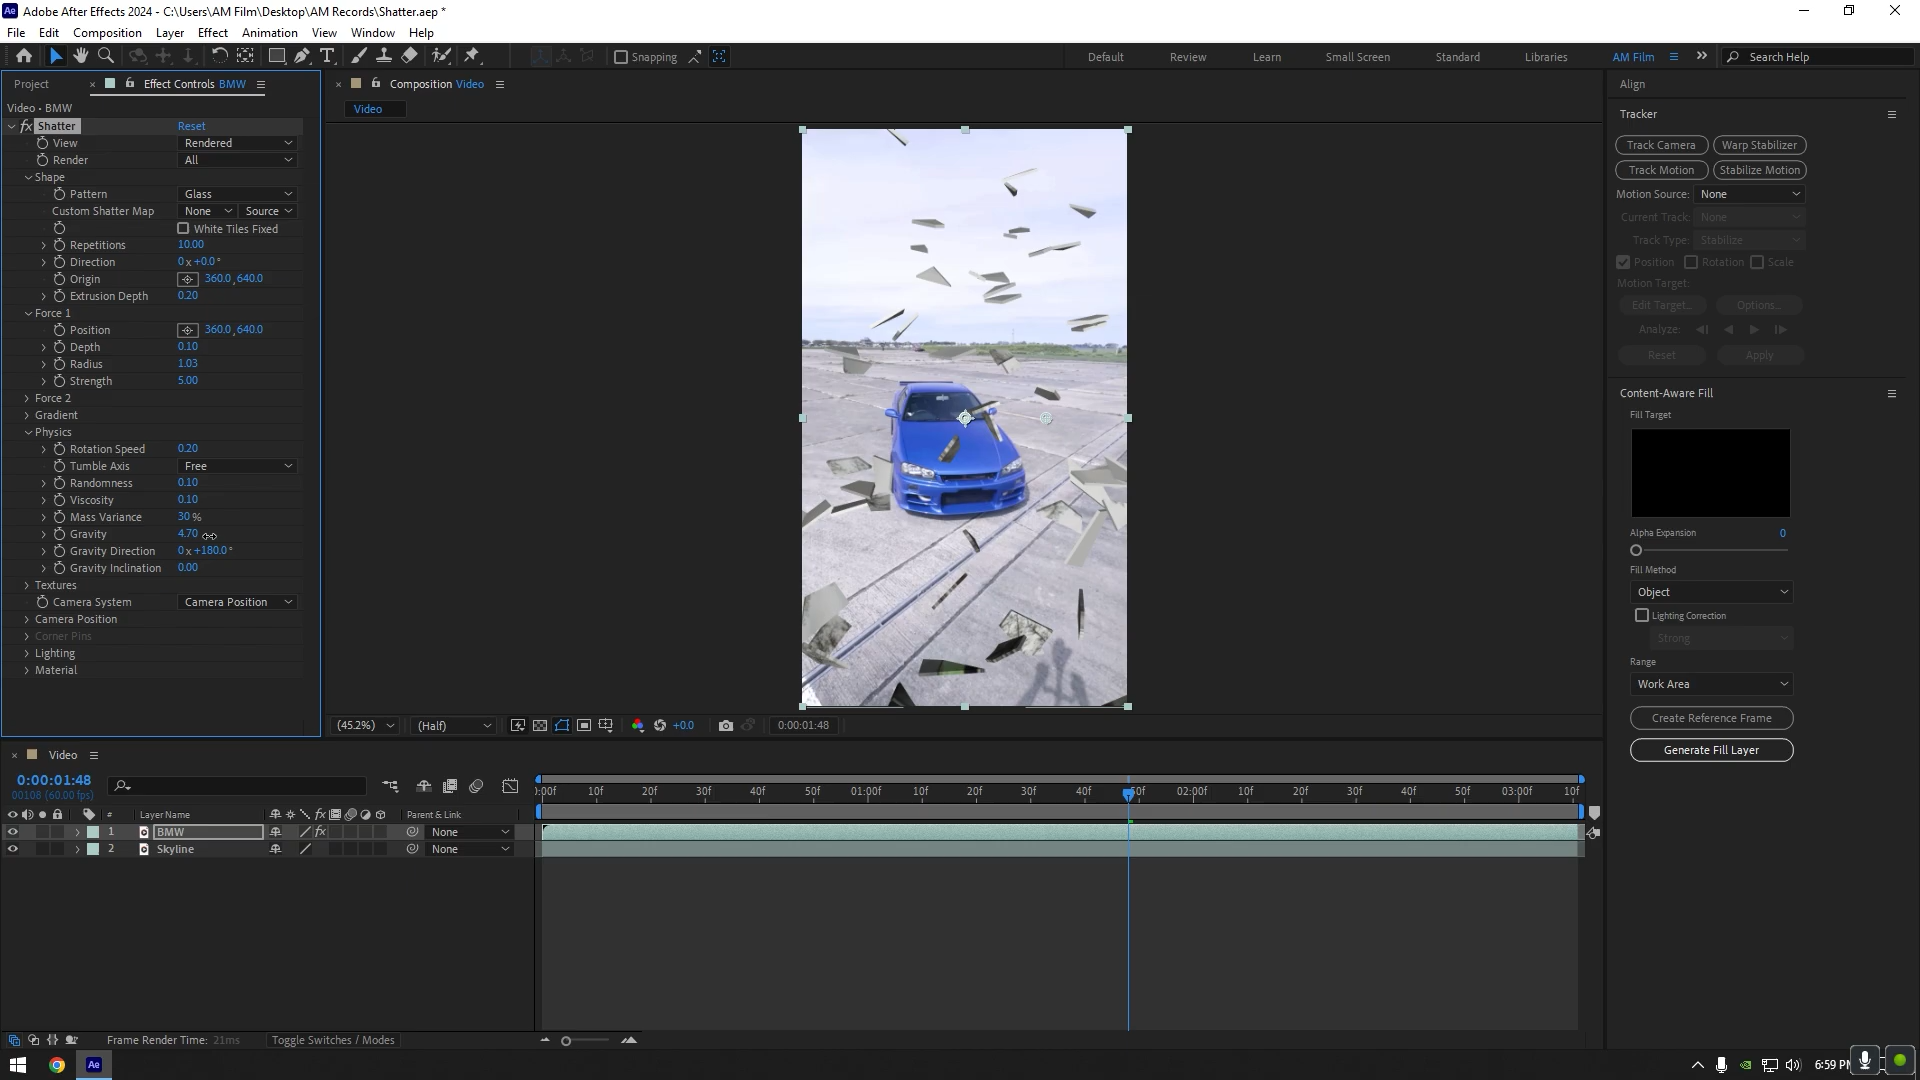 Adobe After Effects 2024 - C:\Users\AM Film\Desktop\AM Records\Shatter.aep *
File Edit Composition Layer Effect Animation View Window Help
Snapping
Default Review Learn Small Screen Standard Libraries AM Film
Search Help
Project
Effect Controls BMW
Composition Video
Video
Align
Video • BMW
fx Shatter Reset
View Rendered
Render All
Shape
Pattern Glass
Custom Shatter Map None Source
White Tiles Fixed
Repetitions 10.00
Direction 0 x +0.0 °
Origin 360.0 , 640.0
Extrusion Depth 0.20
Force 1
Position 360.0 , 640.0
Depth 0.10
Radius 1.03
Strength 5.00
Force 2
Gradient
Physics
Rotation Speed 0.20
Tumble Axis Free
Randomness 0.10
Viscosity 0.10
Mass Variance 30 %
Gravity 4.70
Gravity Direction 0 x +180.0 °
Gravity Inclination 0.00
Textures
Camera System Camera Position
Camera Position
Corner Pins
Lighting
Material
(45.2%) (Half) +0.0 0:00:01:48
Tracker
Track Camera Warp Stabilizer
Track Motion Stabilize Motion
Motion Source: None
Current Track: None
Track Type: Stabilize
Position Rotation Scale
Motion Target:
Edit Target... Options...
Analyze:
Reset Apply
Content-Aware Fill
Fill Target
Alpha Expansion 0
Fill Method
Object
Lighting Correction
Strong
Range
Work Area
Create Reference Frame
Generate Fill Layer
Video
0:00:01:48
00108 (60.00 fps)
):00f 10f 20f 30f 40f 50f 01:00f 10f 20f 30f 40f 50f 02:00f 10f 20f 30f 40f 50f 03:00f 10f
# Layer Name fx Parent & Link
1 BMW fx None
2 Skyline None
Frame Render Time: 21ms Toggle Switches / Modes
Ae
6:59 PM